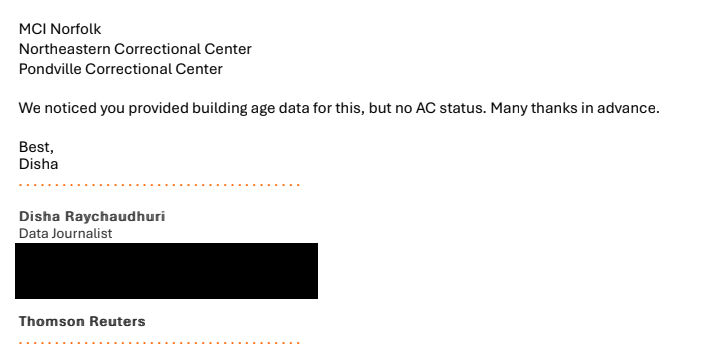 MCI Norfolk
Northeastern Correctional Center
Pondville Correctional Center
We noticed you provided building age data for this, but no AC status. Many thanks in advance.
Best,
Disha
Disha Raychaudhuri
Data Journalist
Thomson Reuters